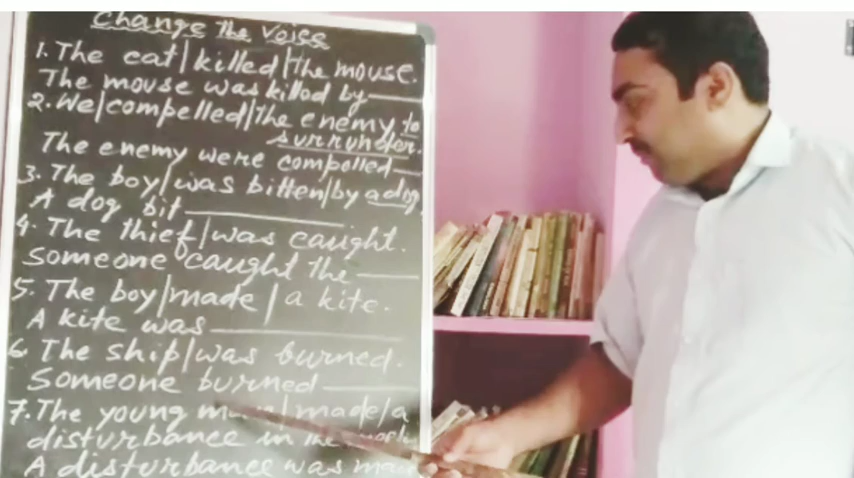 Change the Voice
1. The cat/killed/the mouse.
The mouse was killed by
2. We/compelled/the enemy to
surrunder.
The enemy were compelled
3. The boy/was bitten/by a dog.
A dog bit
4. The thief/was caught.
Someone caught the
5. The boy/made/a kite.
A kite was
6. The ship/was burned.
Someone burned
7. The young /made/a
disturbance in the
A disturbance was